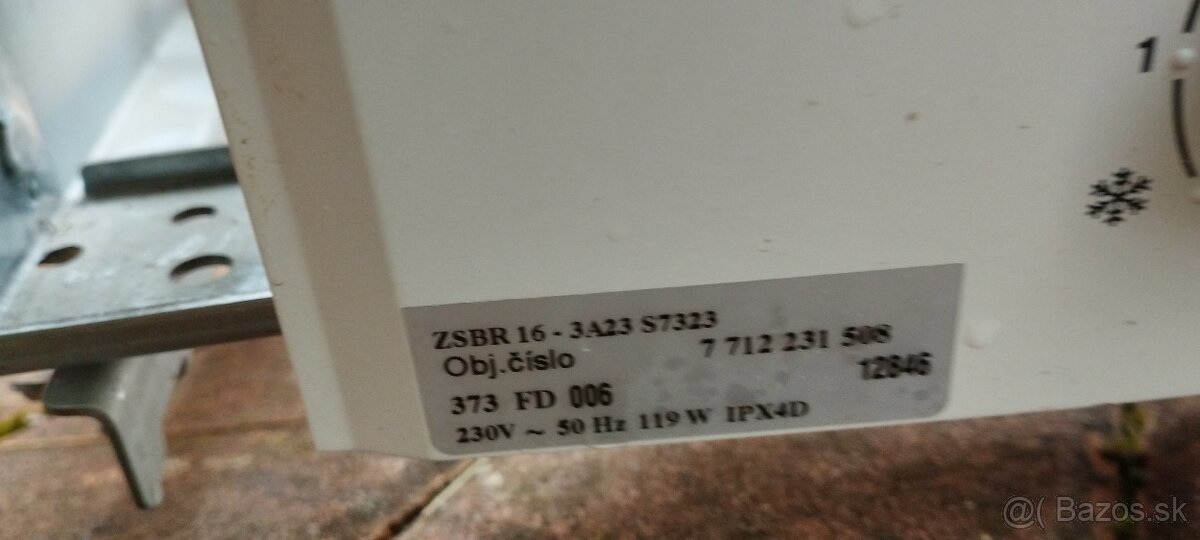 1
ZSBR 16 - 3A23 S7323
Obj.číslo 7 712 231 508
12846
373 FD 006
230V ~ 50 Hz 119 W IPX4D
@( Bazos.sk